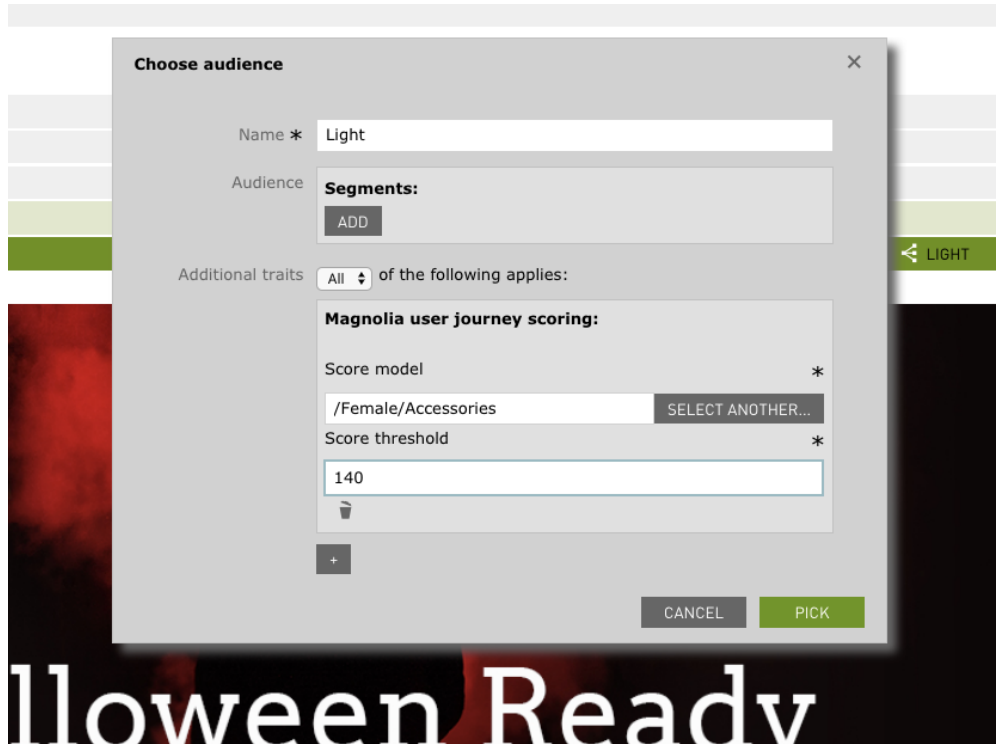 Choose audience
Name *
Light
Audience
Segments:
ADD
LIGHT
Additional traits
All of the following applies:
Magnolia user journey scoring:
Score model *
/Female/Accessories
SELECT ANOTHER...
Score threshold *
140
+
CANCEL
PICK
lloween Ready